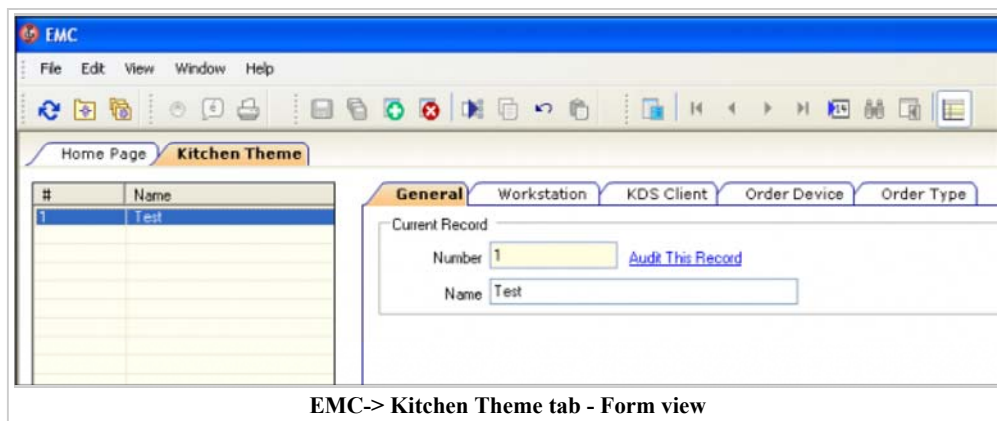 EMC
File Edit View Window Help
Home Page Kitchen Theme
# Name
1 Test
General Workstation KDS Client Order Device Order Type
Current Record
Number 1 Audit This Record
Name Test
EMC-> Kitchen Theme tab - Form view